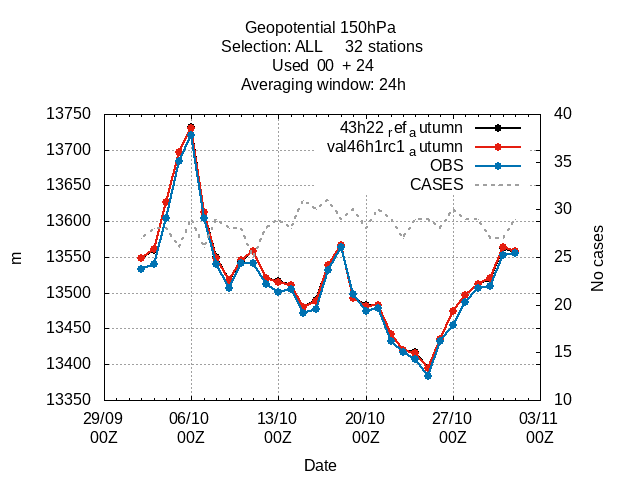 Geopotential 150hPa
Selection: ALL     32 stations
Used  00  + 24
Averaging window: 24h
43h22_ref_autumn
val46h1rc1_autumn
OBS
CASES
13750
13700
13650
13600
13550
13500
13450
13400
13350
m
40
35
30
25
20
15
10
No cases
29/09 06/10 13/10 20/10 27/10 03/11
00Z 00Z 00Z 00Z 00Z 00Z
Date